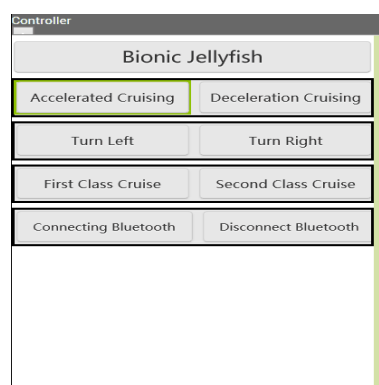 Controller
Bionic Jellyfish
Accelerated Cruising Deceleration Cruising
Turn Left Turn Right
First Class Cruise Second Class Cruise
Connecting Bluetooth Disconnect Bluetooth